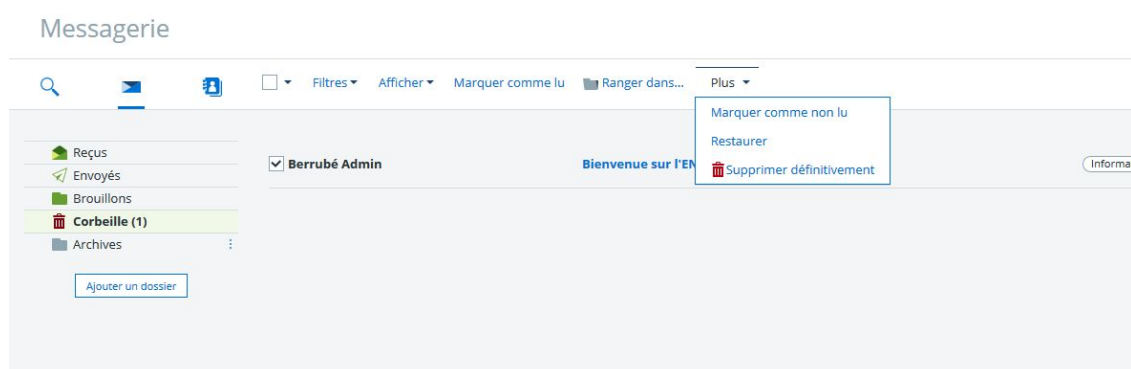 Messagerie
Filtres Afficher Marquer comme lu Ranger dans... Plus
Marquer comme non lu
Restaurer
Supprimer définitivement
Reçus
Envoyés
Brouillons
Corbeille (1)
Archives
Ajouter un dossier
Berrubé Admin Bienvenue sur l'EN Informa